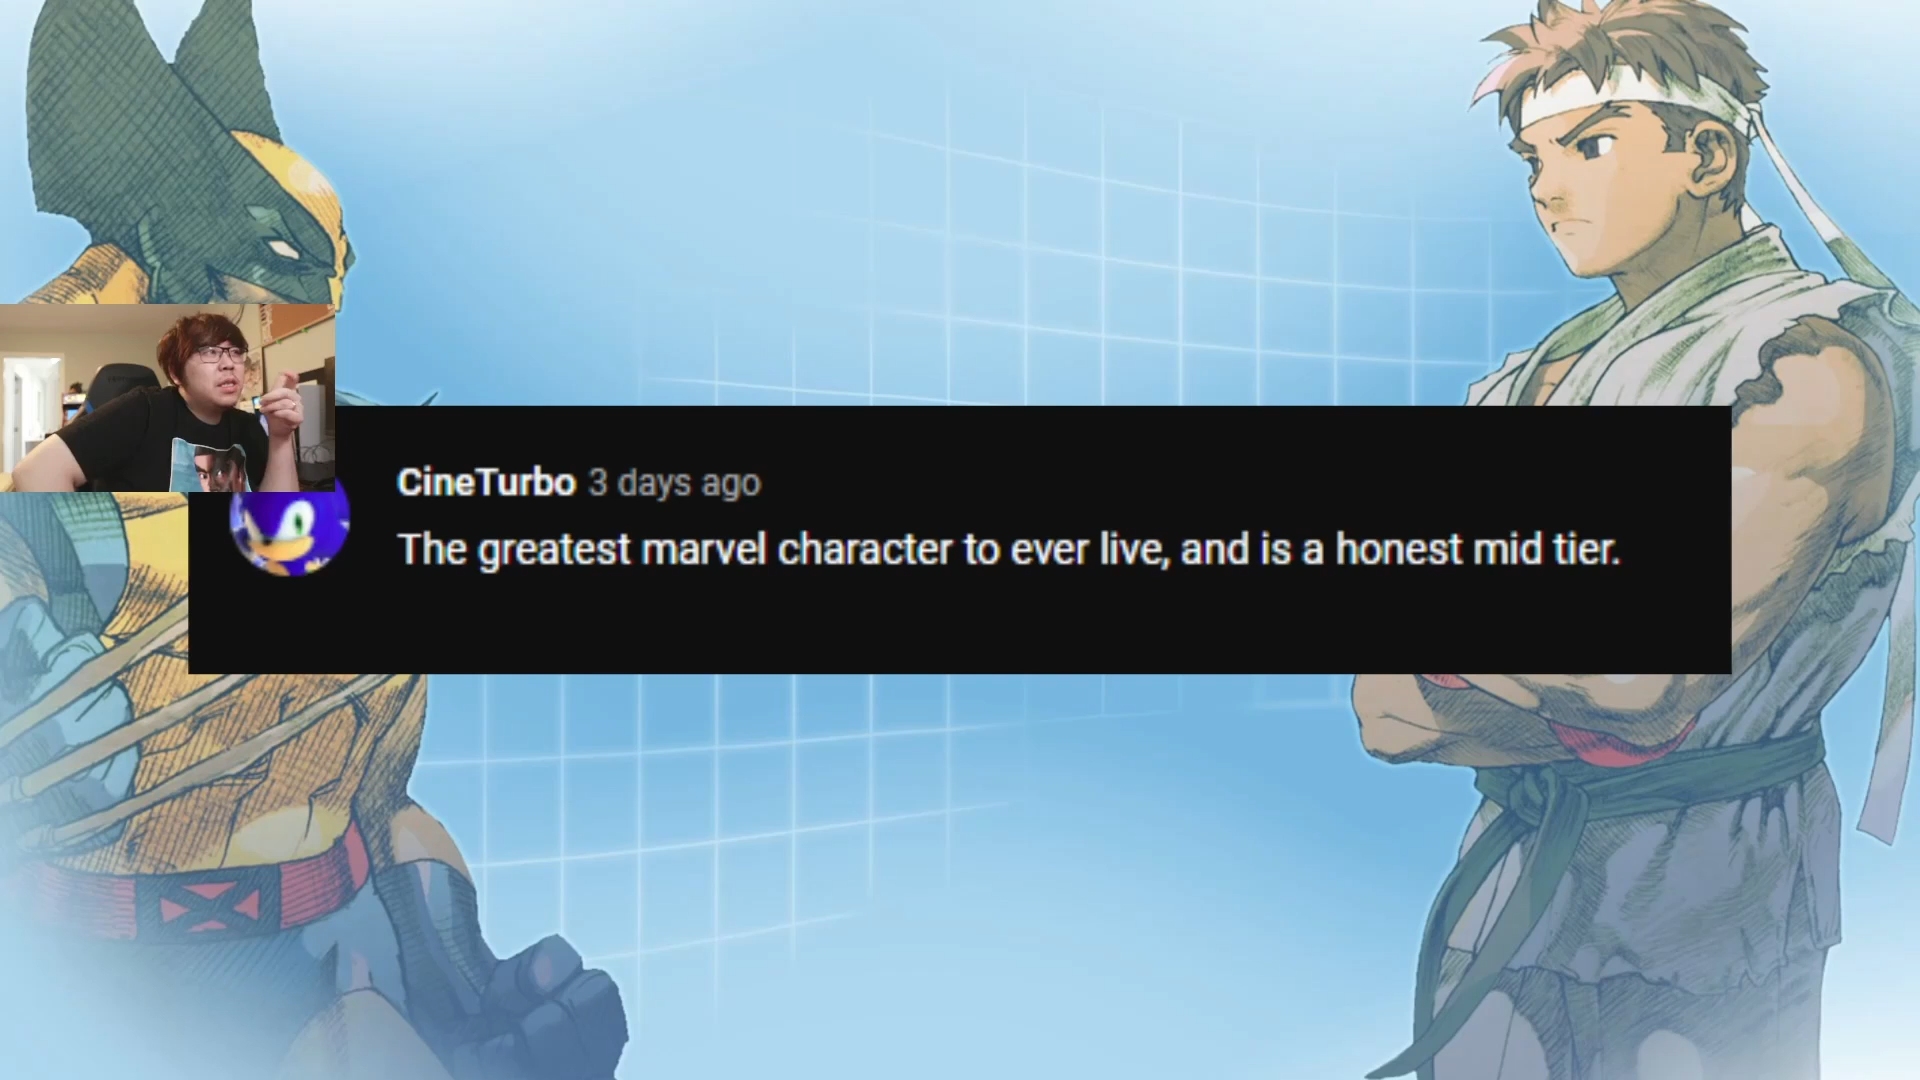 CineTurbo 3 days ago
The greatest marvel character to ever live, and is a honest mid tier.